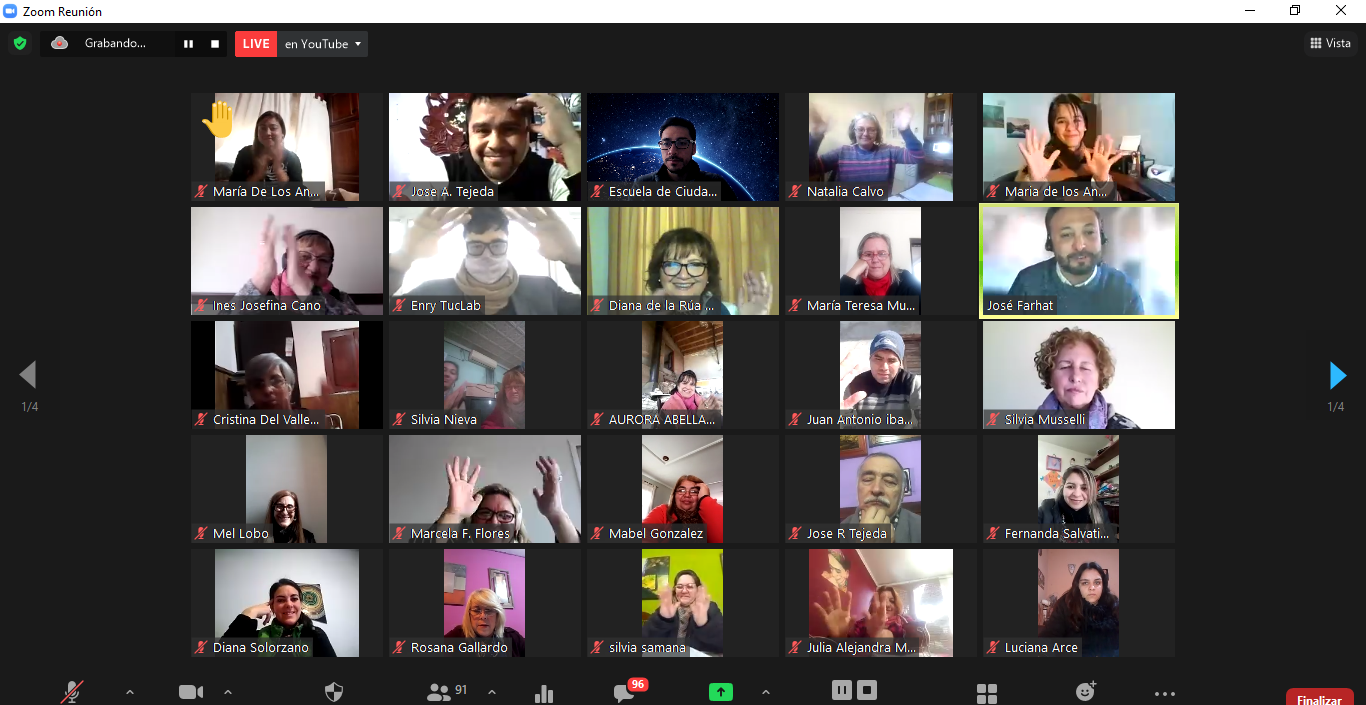 Zoom Reunión
Grabando...
LIVE
en YouTube
Vista
María De Los An...
Jose A. Tejeda
Escuela de Ciuda...
Natalia Calvo
Maria de los An...
Ines Josefina Cano
Enry TucLab
Diana de la Rúa ...
María Teresa Mu...
José Farhat
1/4
1/4
Cristina Del Valle...
Silvia Nieva
AURORA ABELLA...
Juan Antonio iba...
Silvia Musselli
Mel Lobo
Marcela F. Flores
Mabel Gonzalez
Jose R Tejeda
Fernanda Salvati...
Diana Solorzano
Rosana Gallardo
silvia samana
Julia Alejandra M...
Luciana Arce
91
96
Finalizar